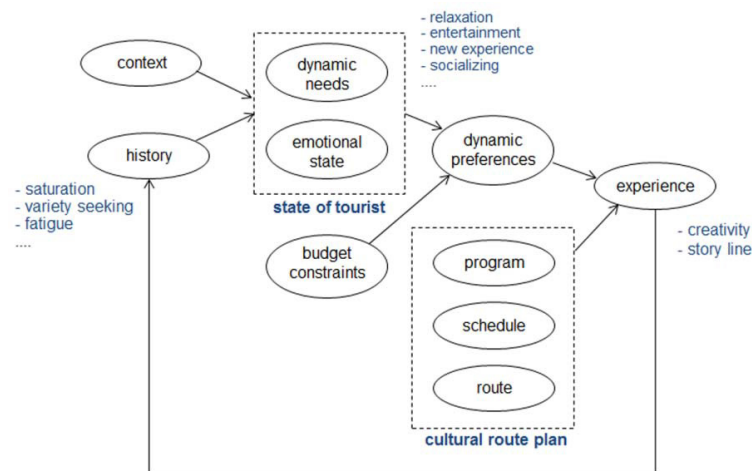 context
history
- saturation
- variety seeking
- fatigue
....
dynamic
needs
emotional
state
state of tourist
- relaxation
- entertainment
- new experience
- socializing
....
budget
constraints
dynamic
preferences
experience
- creativity
- story line
program
schedule
route
cultural route plan